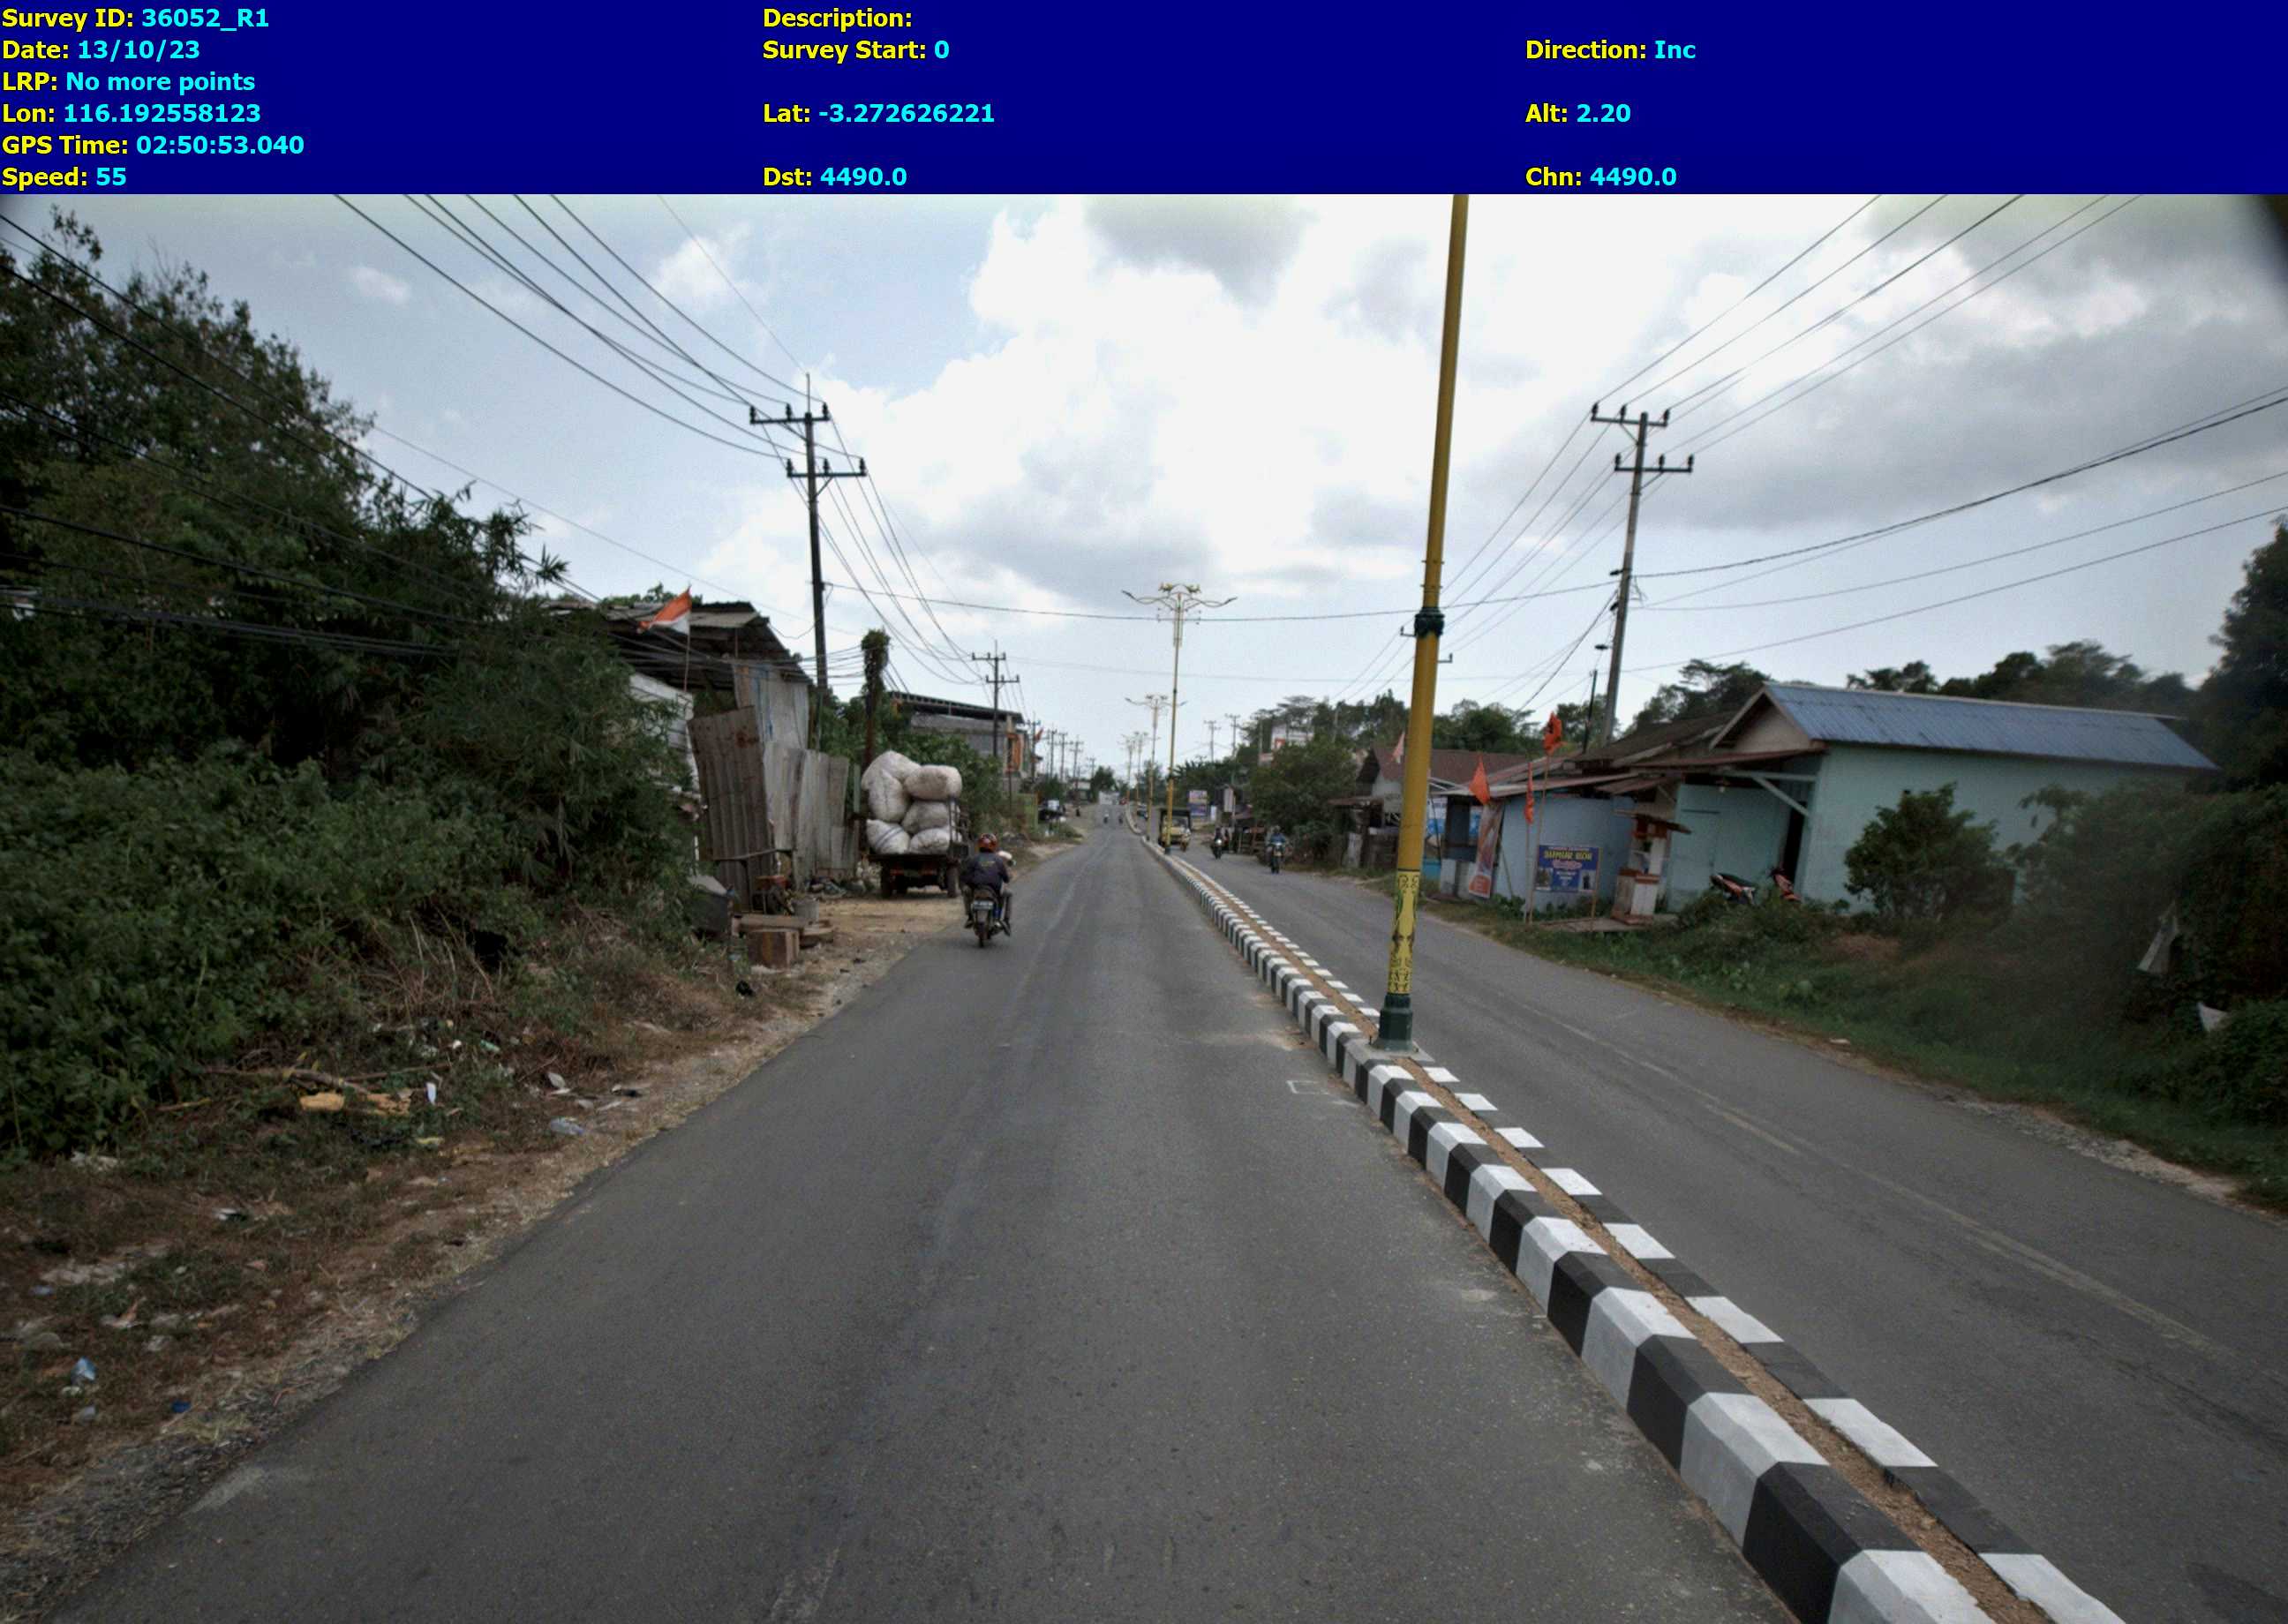 Survey ID: 36052_R1
Description:
Date: 13/10/23
Survey Start: 0
Direction: Inc
LRP: No more points
Lon: 116.192558123
Lat: -3.272626221
Alt: 2.20
GPS Time: 02:50:53.040
Speed: 55
Dst: 4490.0
Chn: 4490.0